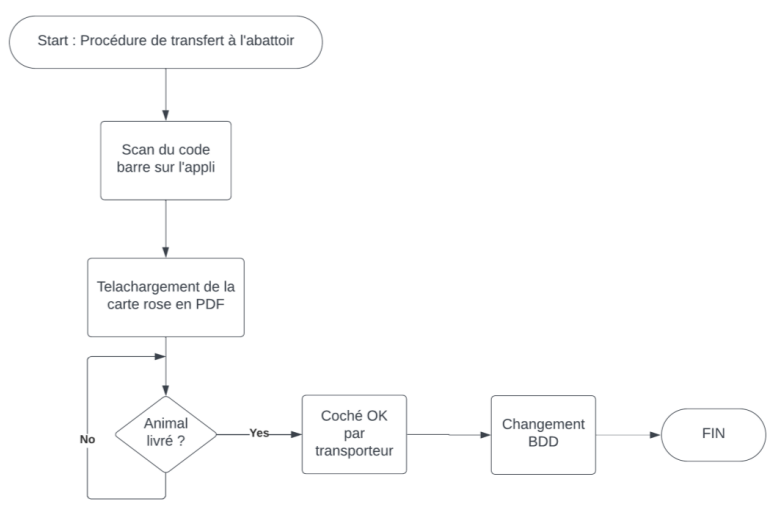 Start : Procédure de transfert à l'abattoir
Scan du code
barre sur l'appli
Telachargement de la
carte rose en PDF
Animal
livré ?
No
Yes
Coché OK
par
transporteur
Changement
BDD
FIN